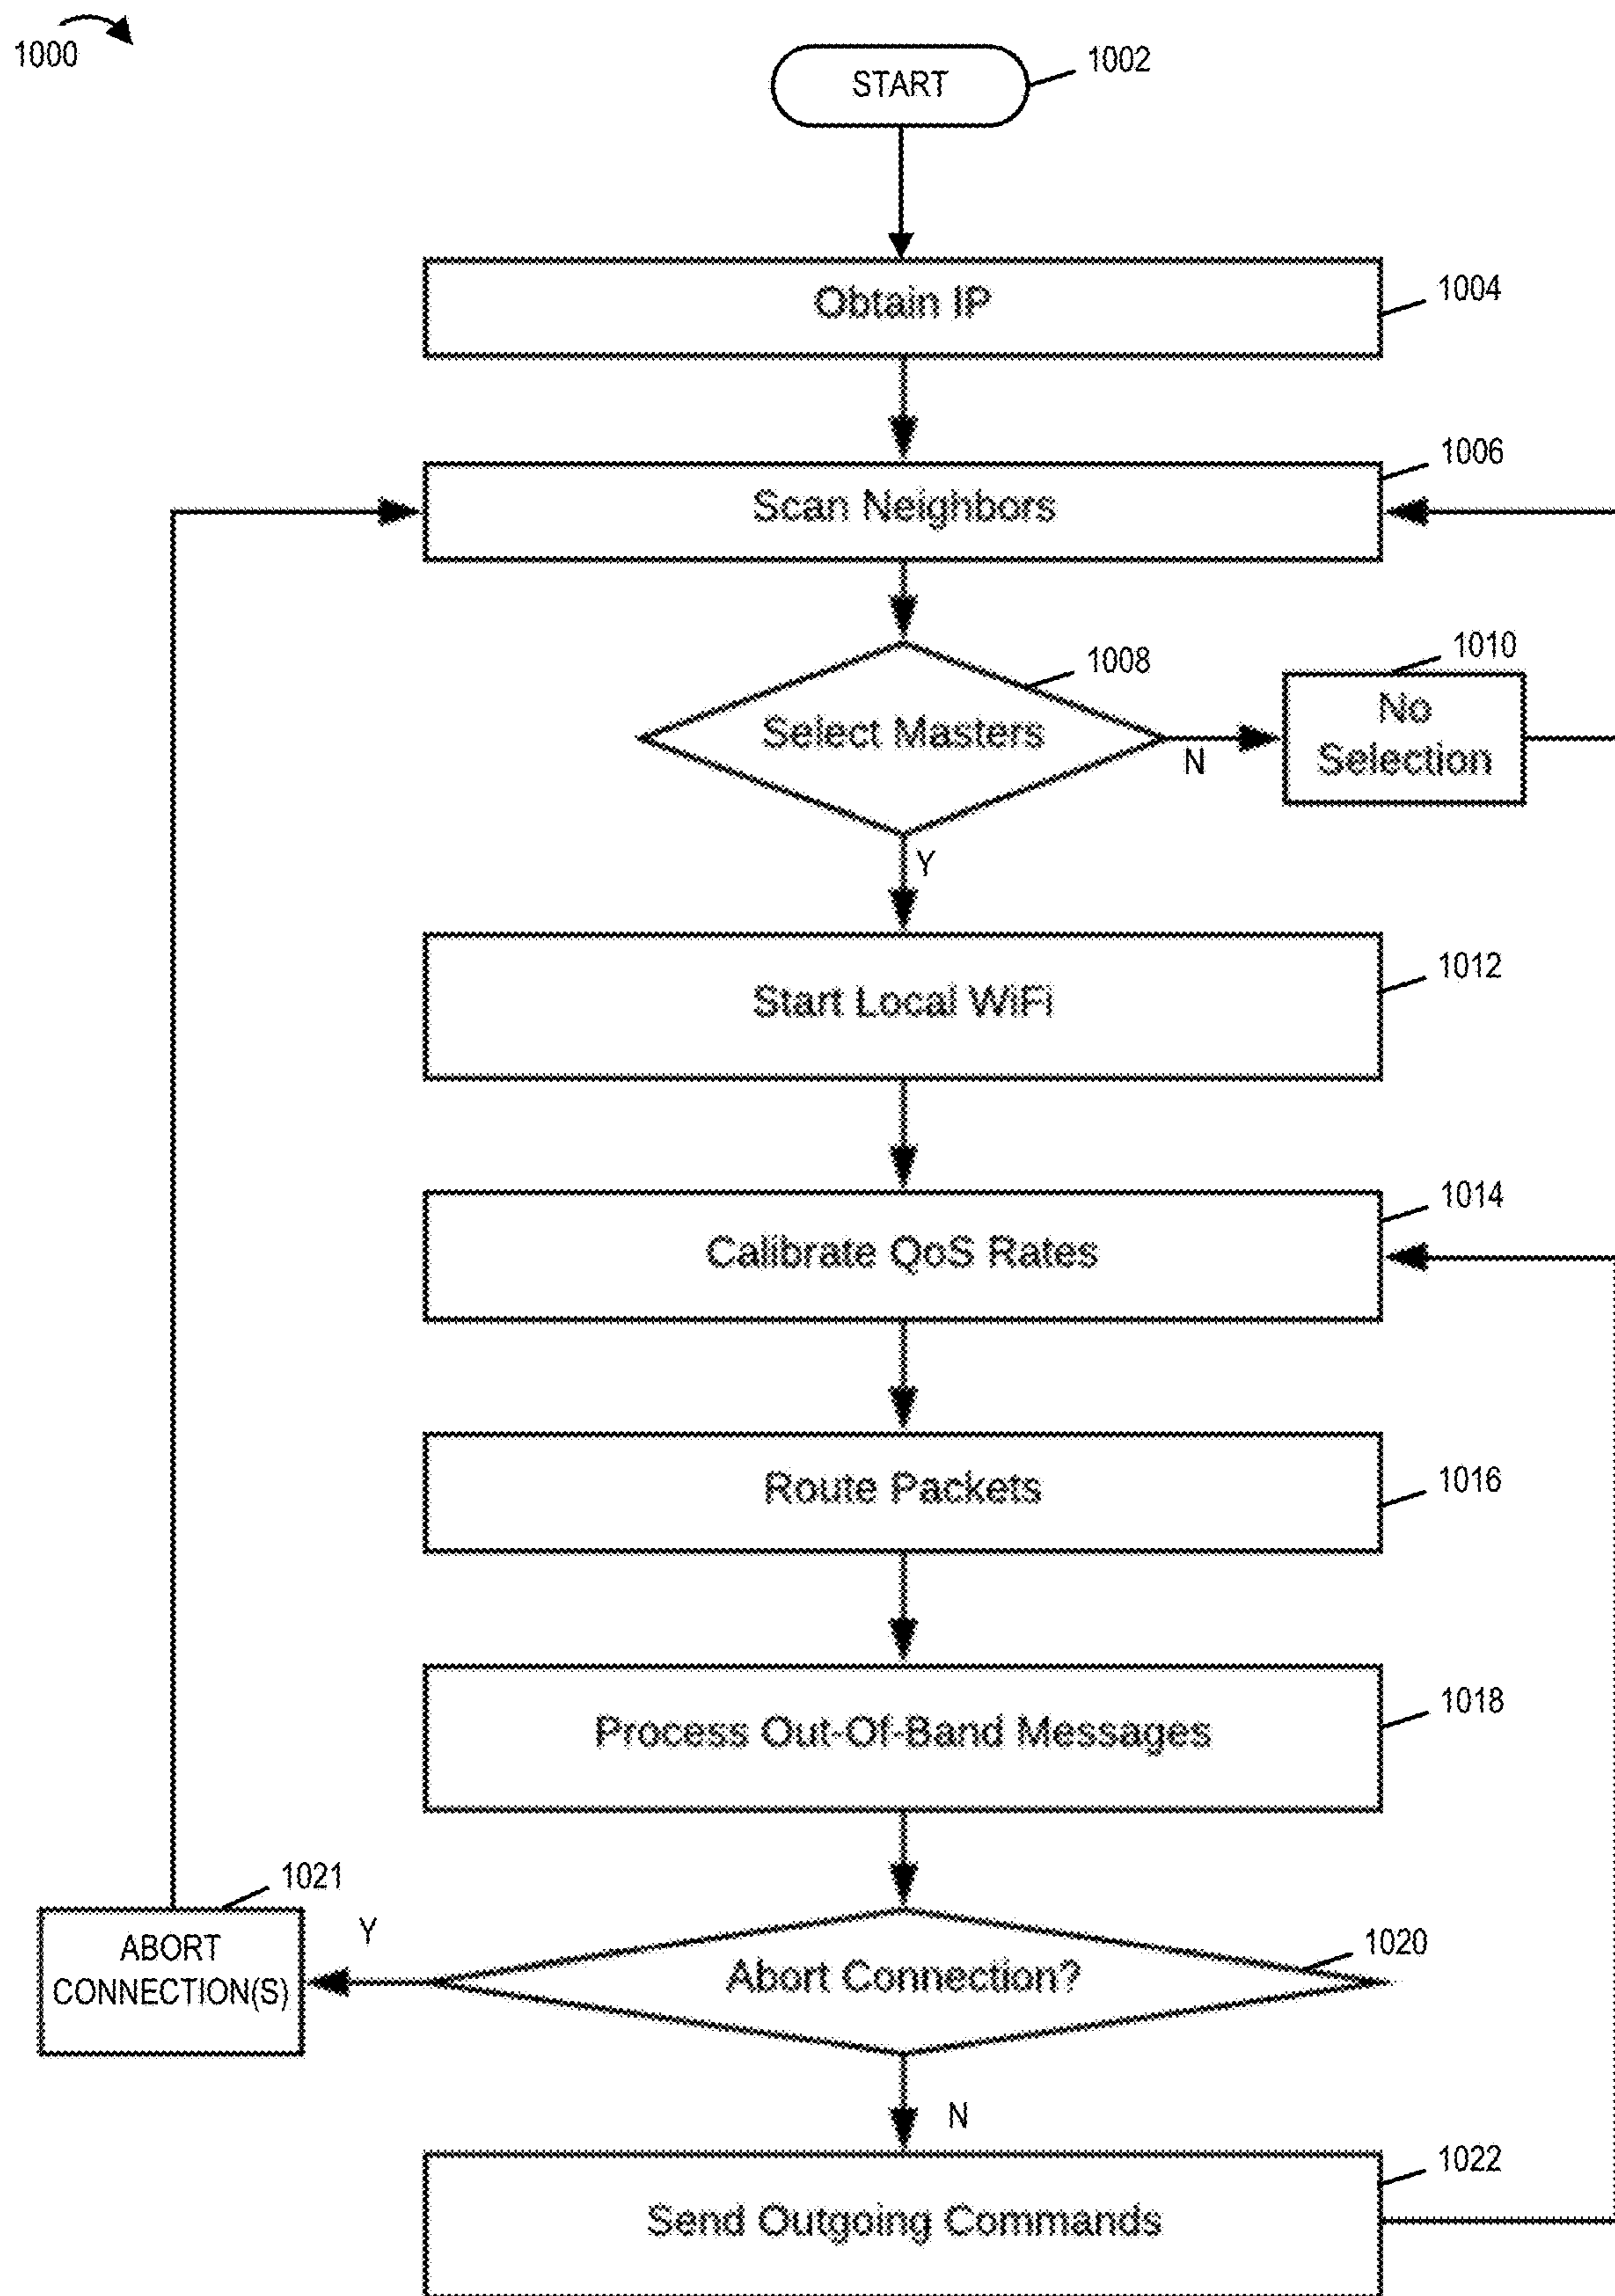 1000
START
1002
Obtain IP
1004
1006
Scan Neighbors
1008
Select Masters
N
1010
No
Selection
Y
Start Local WiFi
1012
Calibrate QoS Rates
1014
Route Packets
1016
Process Out-Of-Band Messages
1018
1021
ABORT
CONNECTION(S)
Y
Abort Connection?
1020
N
1022
Send Outgoing Commands